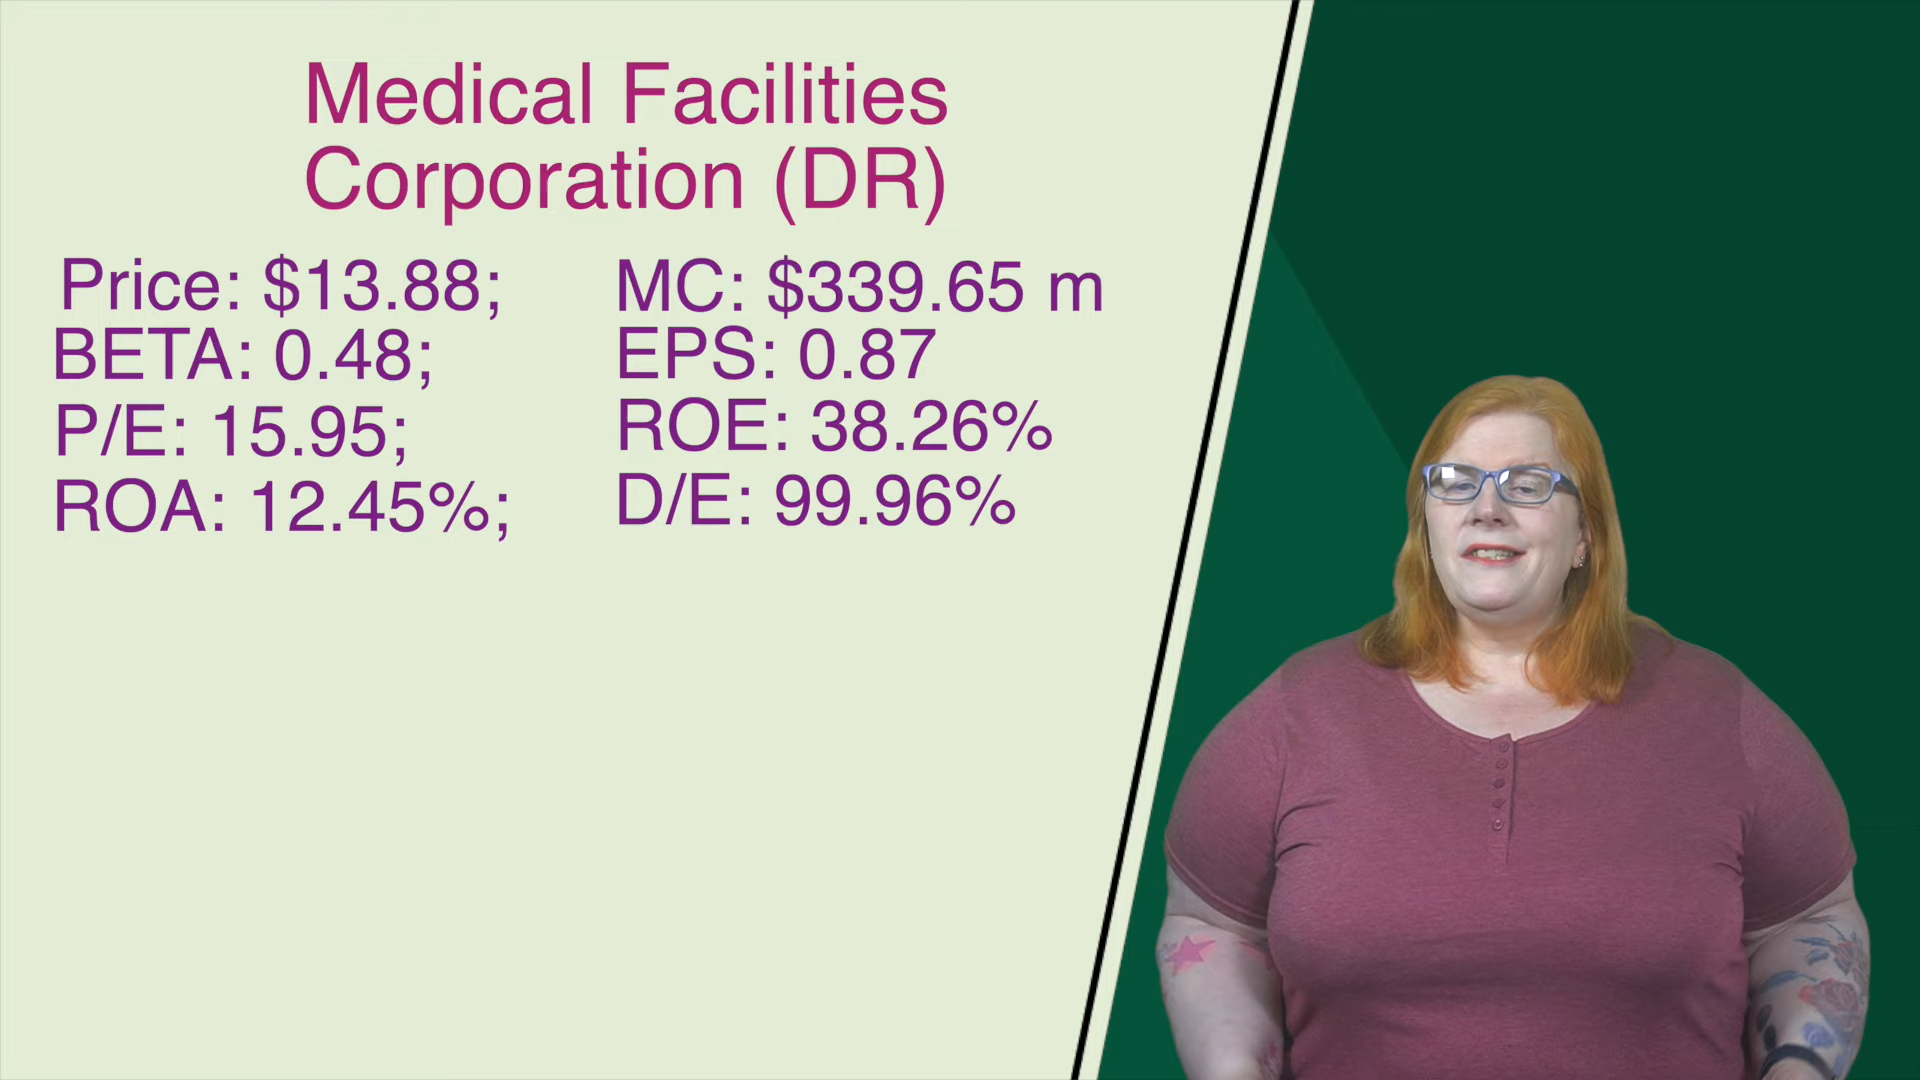 Medical Facilities
Corporation (DR)
Price: $13.88; MC: $339.65 m
BETA: 0.48; EPS: 0.87
P/E: 15.95; ROE: 38.26%
ROA: 12.45%; D/E: 99.96%